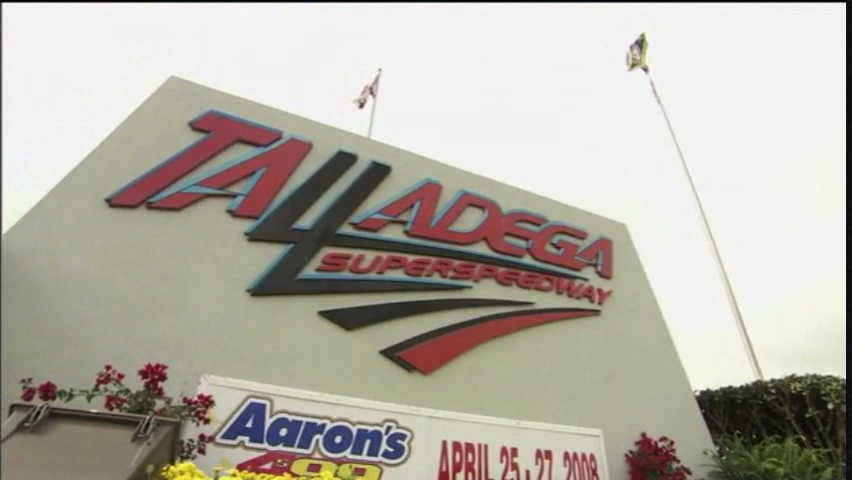 TALLADEGA
SUPERSPEEDWAY
Aaron's
APRIL 25 - 27, 2008